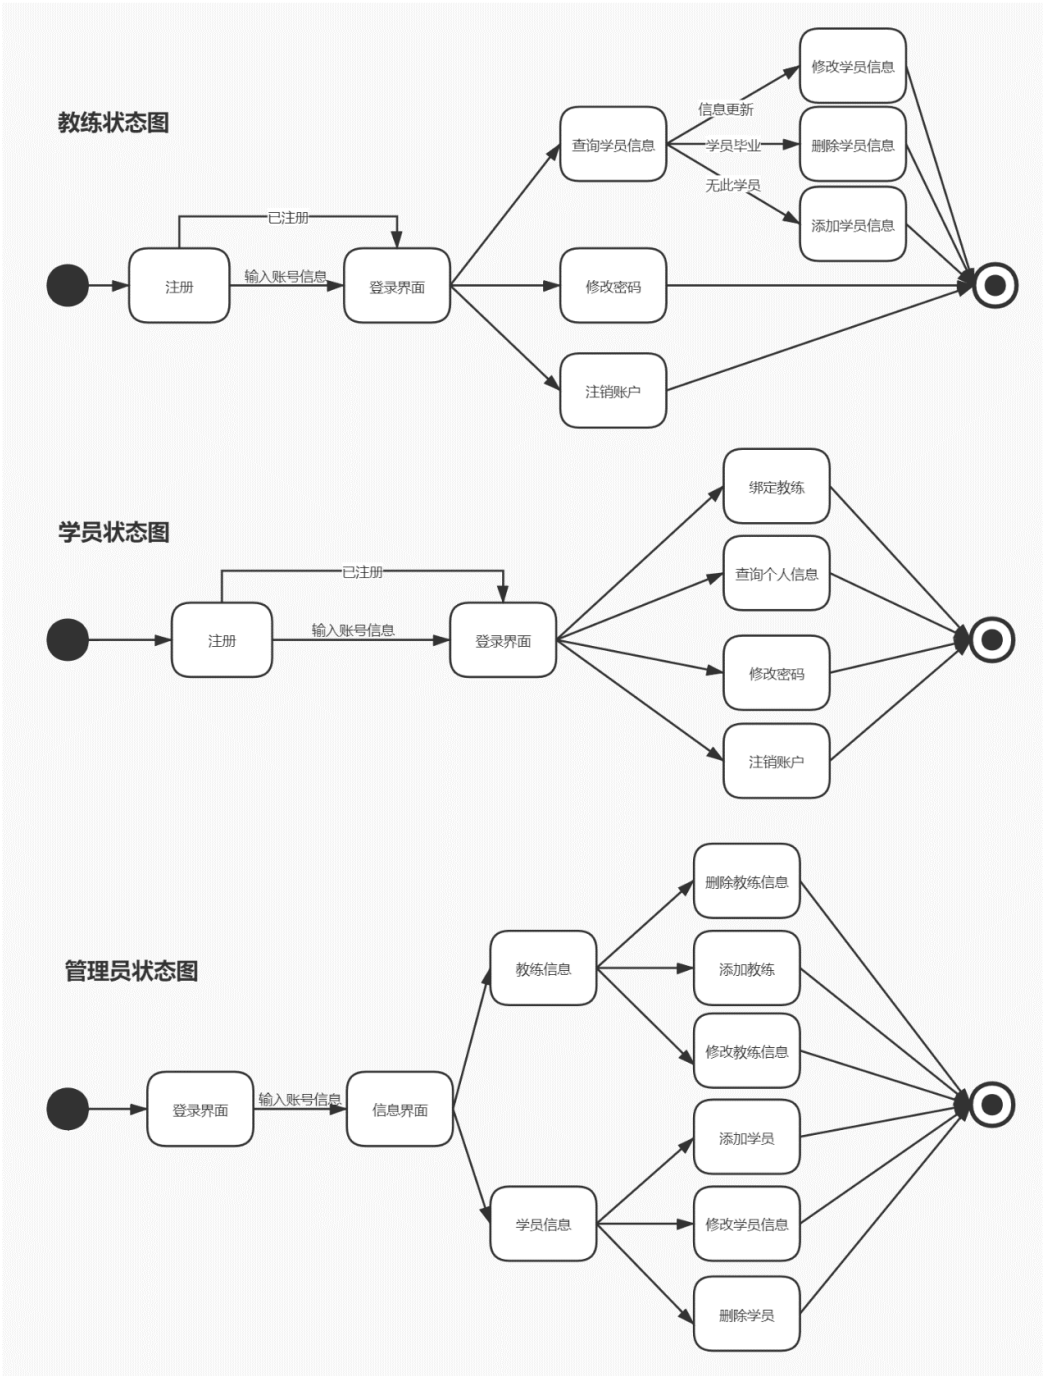 修改学员信息
信息更新
教练状态图
查询学员信息
学员毕业
删除学员信息
无此学员
已注册
添加学员信息
注册
输入账号信息
登录界面
修改密码
注销账户
绑定教练
学员状态图
已注册
查询个人信息
注册
输入账号信息
登录界面
修改密码
注销账户
删除教练信息
管理员状态图
教练信息
添加教练
修改教练信息
登录界面
输入账号信息
信息界面
添加学员
学员信息
修改学员信息
删除学员